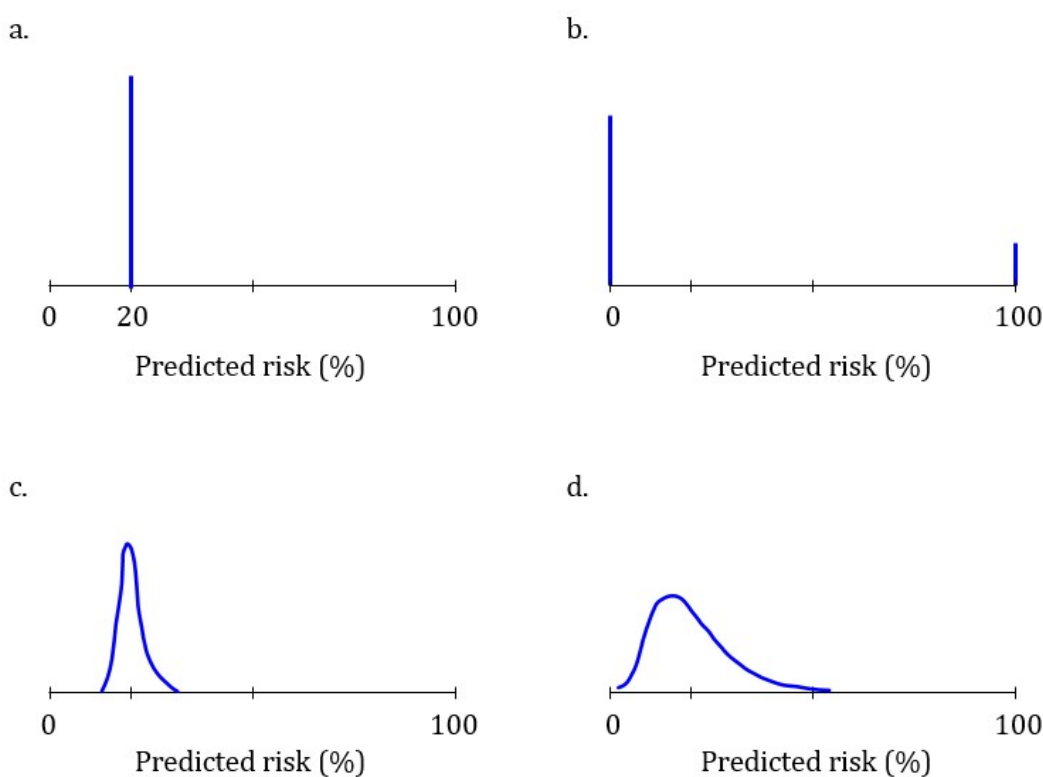 a.
b.
0 20 100
0 100
Predicted risk (%)
Predicted risk (%)
c.
d.
0 100
0 100
Predicted risk (%)
Predicted risk (%)